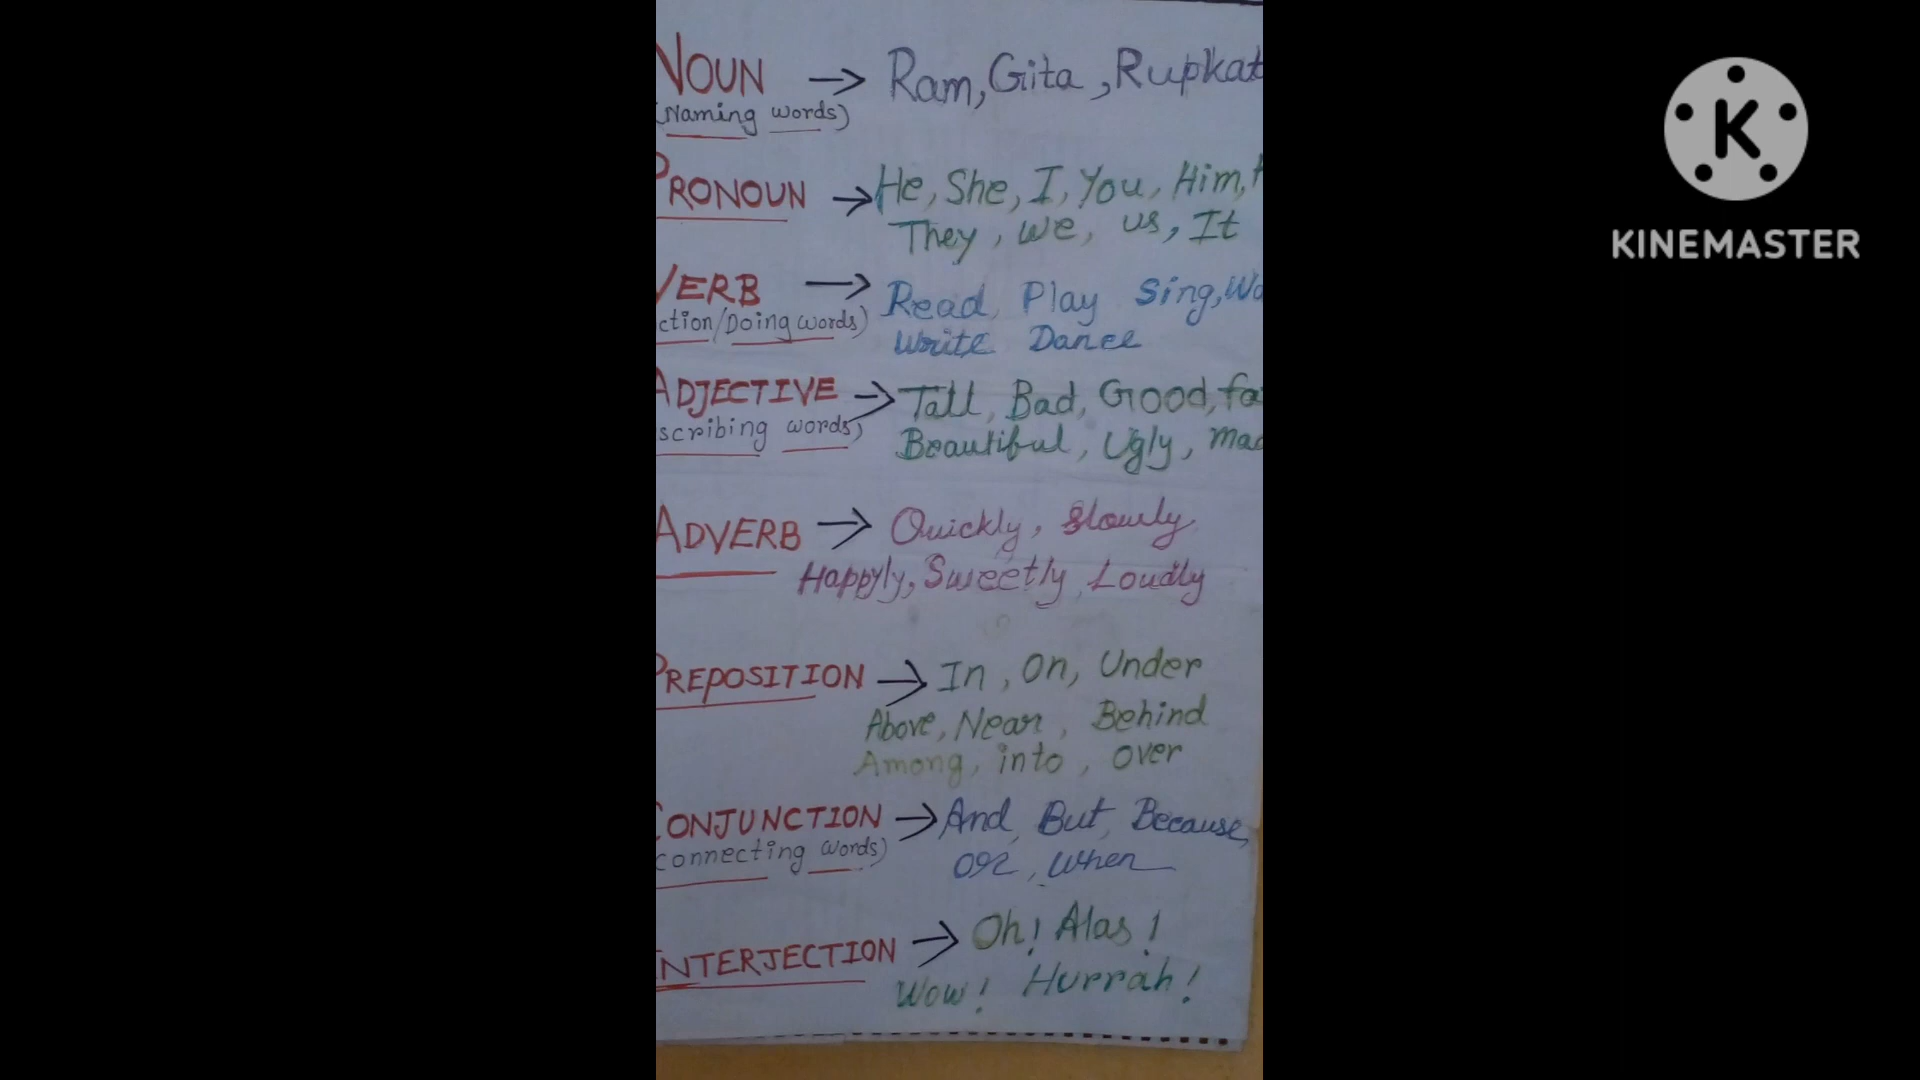 NOUN → Ram, Gita, Rupkat
(Naming words)
PRONOUN → He, She, I, You, Him,
They, we, us, It
VERB → Read, Play Sing, Wo
ction/Doing words)
Write Dance
ADJECTIVE → Tall, Bad, Good, fa
scribing words)
Beautiful, Ugly, mad
ADVERB → Quickly, Slowly,
Happyly, Sweetly, Loudly
PREPOSITION → In, On, Under
Above, Near, Behind
Among, into, over
CONJUNCTION → And, But, Because,
connecting words)
or, when
INTERJECTION → Oh! Alas!
Wow! Hurrah!
K
KINEMASTER